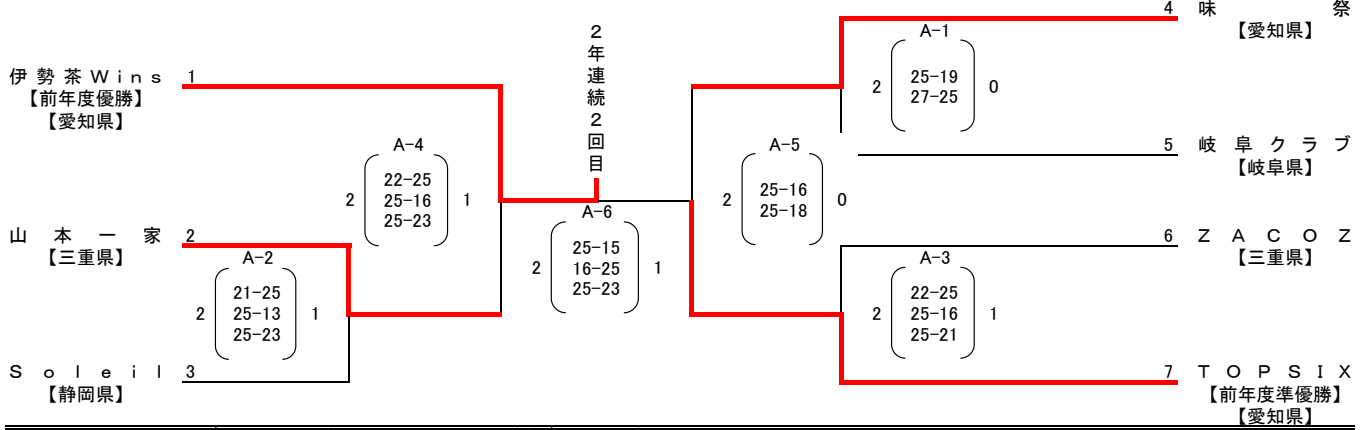 伊勢茶Wins 1
【前年度優勝】
【愛知県】
山本一家 2
【三重県】
Soleil 3
【静岡県】
A-2
2
21-25
25-13
25-23
1
A-4
2
22-25
25-16
25-23
1
2年連続2回目
A-6
2
25-15
16-25
25-23
1
A-5
2
25-16
25-18
0
A-1
2
25-19
27-25
0
A-3
2
22-25
25-16
25-21
1
4 味祭
【愛知県】
5 岐阜クラブ
【岐阜県】
6 ZACOZ
【三重県】
7 TOPSIX
【前年度準優勝】
【愛知県】